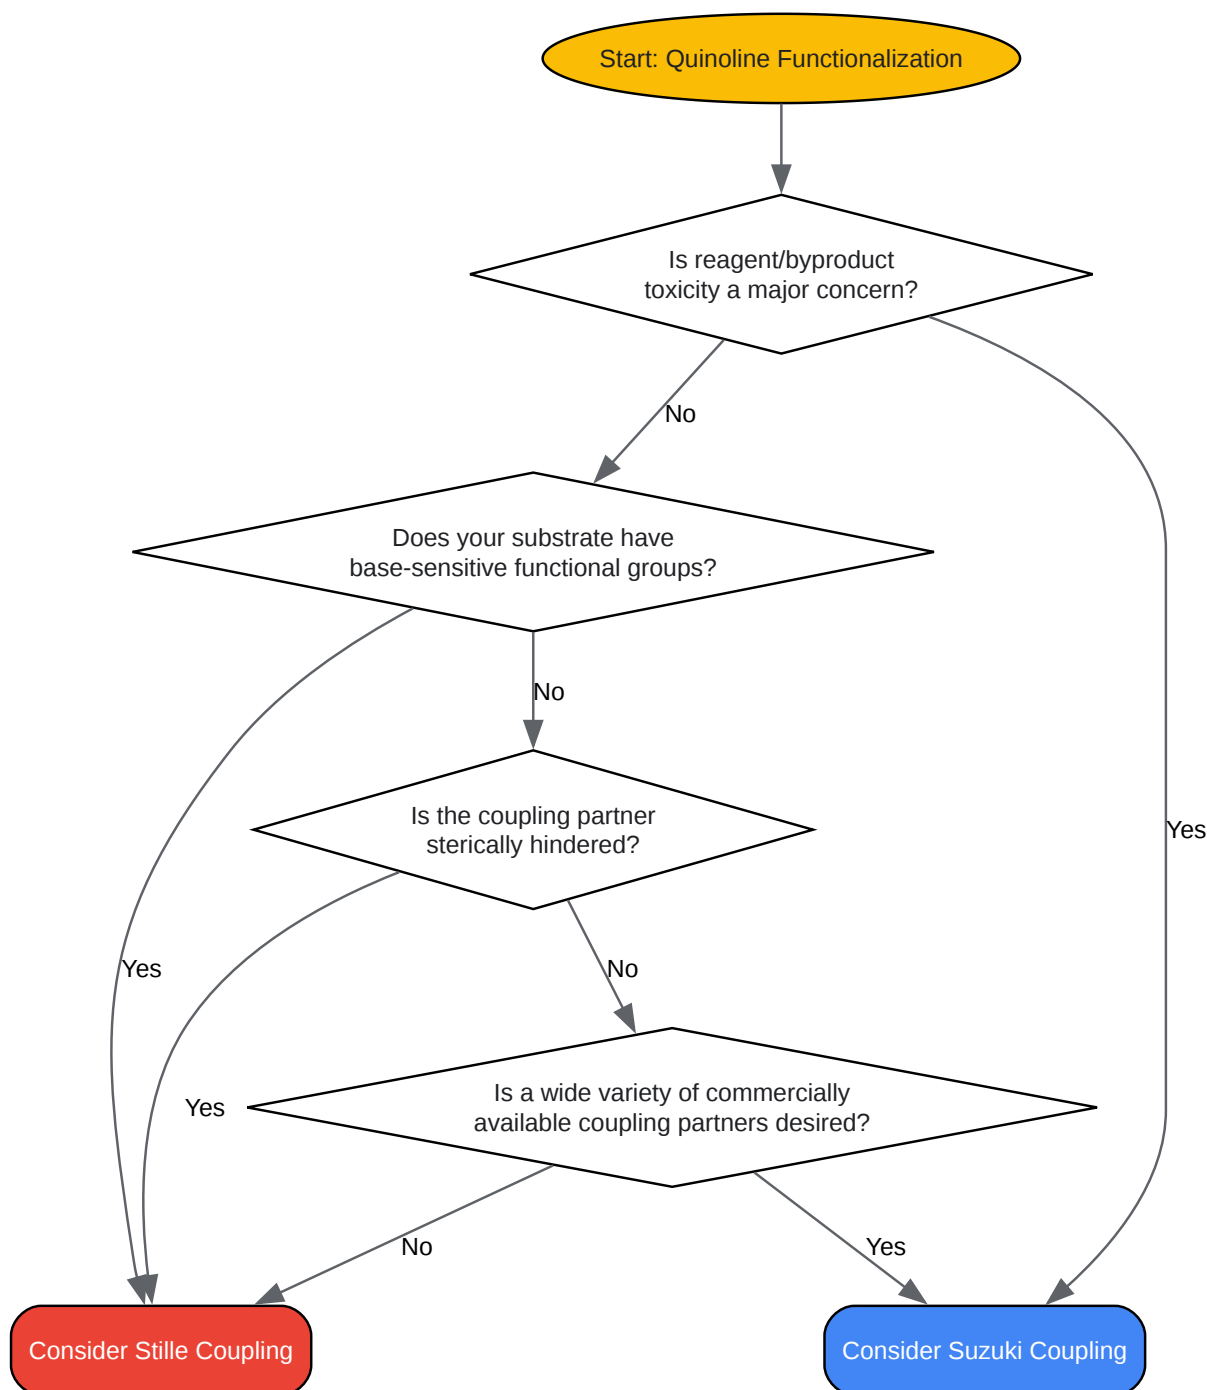 Start: Quinoline Functionalization
Is reagent/byproduct
toxicity a major concern?
No
Does your substrate have
base-sensitive functional groups?
No
Is the coupling partner
sterically hindered?
Yes
Yes
No
Yes
Is a wide variety of commercially
available coupling partners desired?
No
Yes
Consider Stille Coupling
Consider Suzuki Coupling